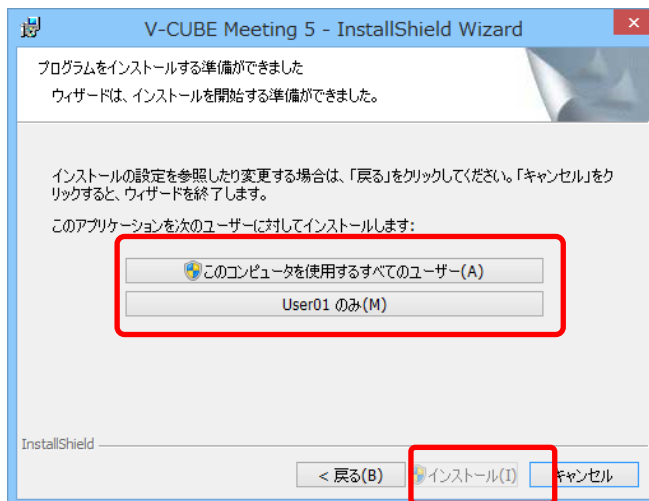 V-CUBE Meeting 5 - InstallShield Wizard
プログラムをインストールする準備ができました
ウィザードは、インストールを開始する準備ができました。
インストールの設定を参照したり変更する場合は、「戻る」をクリックしてください。「キャンセル」をク
リックすると、ウィザードを終了します。
このアプリケーションを次のユーザーに対してインストールします:
このコンピュータを使用するすべてのユーザー(A)
User01 のみ(M)
InstallShield
< 戻る(B) インストール(I) キャンセル